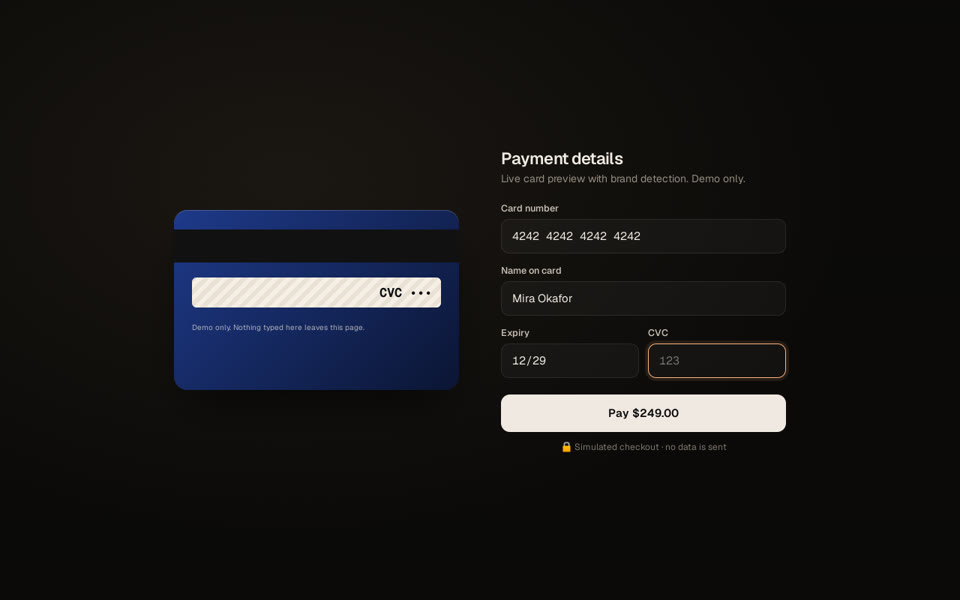 Payment details
Live card preview with brand detection. Demo only.
Card number
4242 4242 4242 4242
Name on card
Mira Okafor
Expiry
CVC
12/29
123
CVC •••
Demo only. Nothing typed here leaves this page.
Pay $249.00
🔒 Simulated checkout · no data is sent